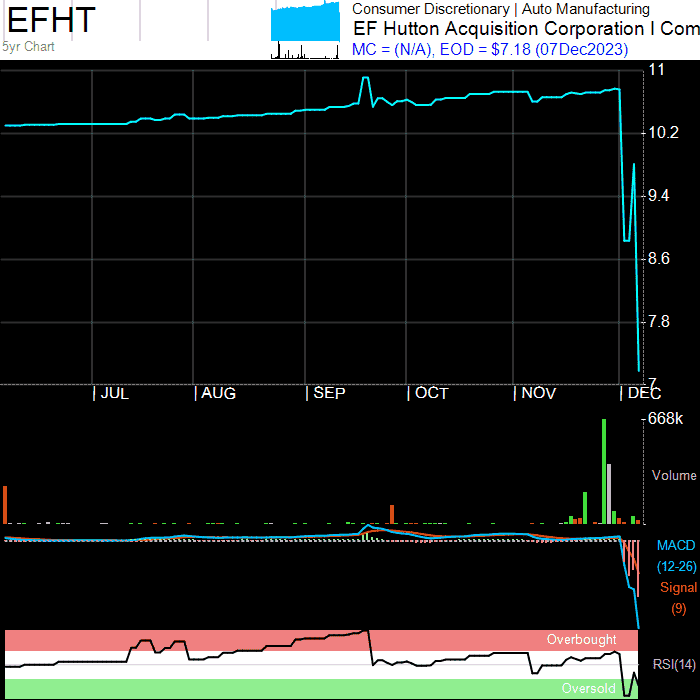 EFHT
5yr Chart
Consumer Discretionary | Auto Manufacturing
EF Hutton Acquisition Corporation I Com
MC = (N/A), EOD = $7.18 (07Dec2023)
11
10.2
9.4
8.6
7.8
7
JUL
AUG
SEP
OCT
NOV
DEC
668k
Volume
MACD
(12-26)
Signal
(9)
Overbought
RSI(14)
Oversold